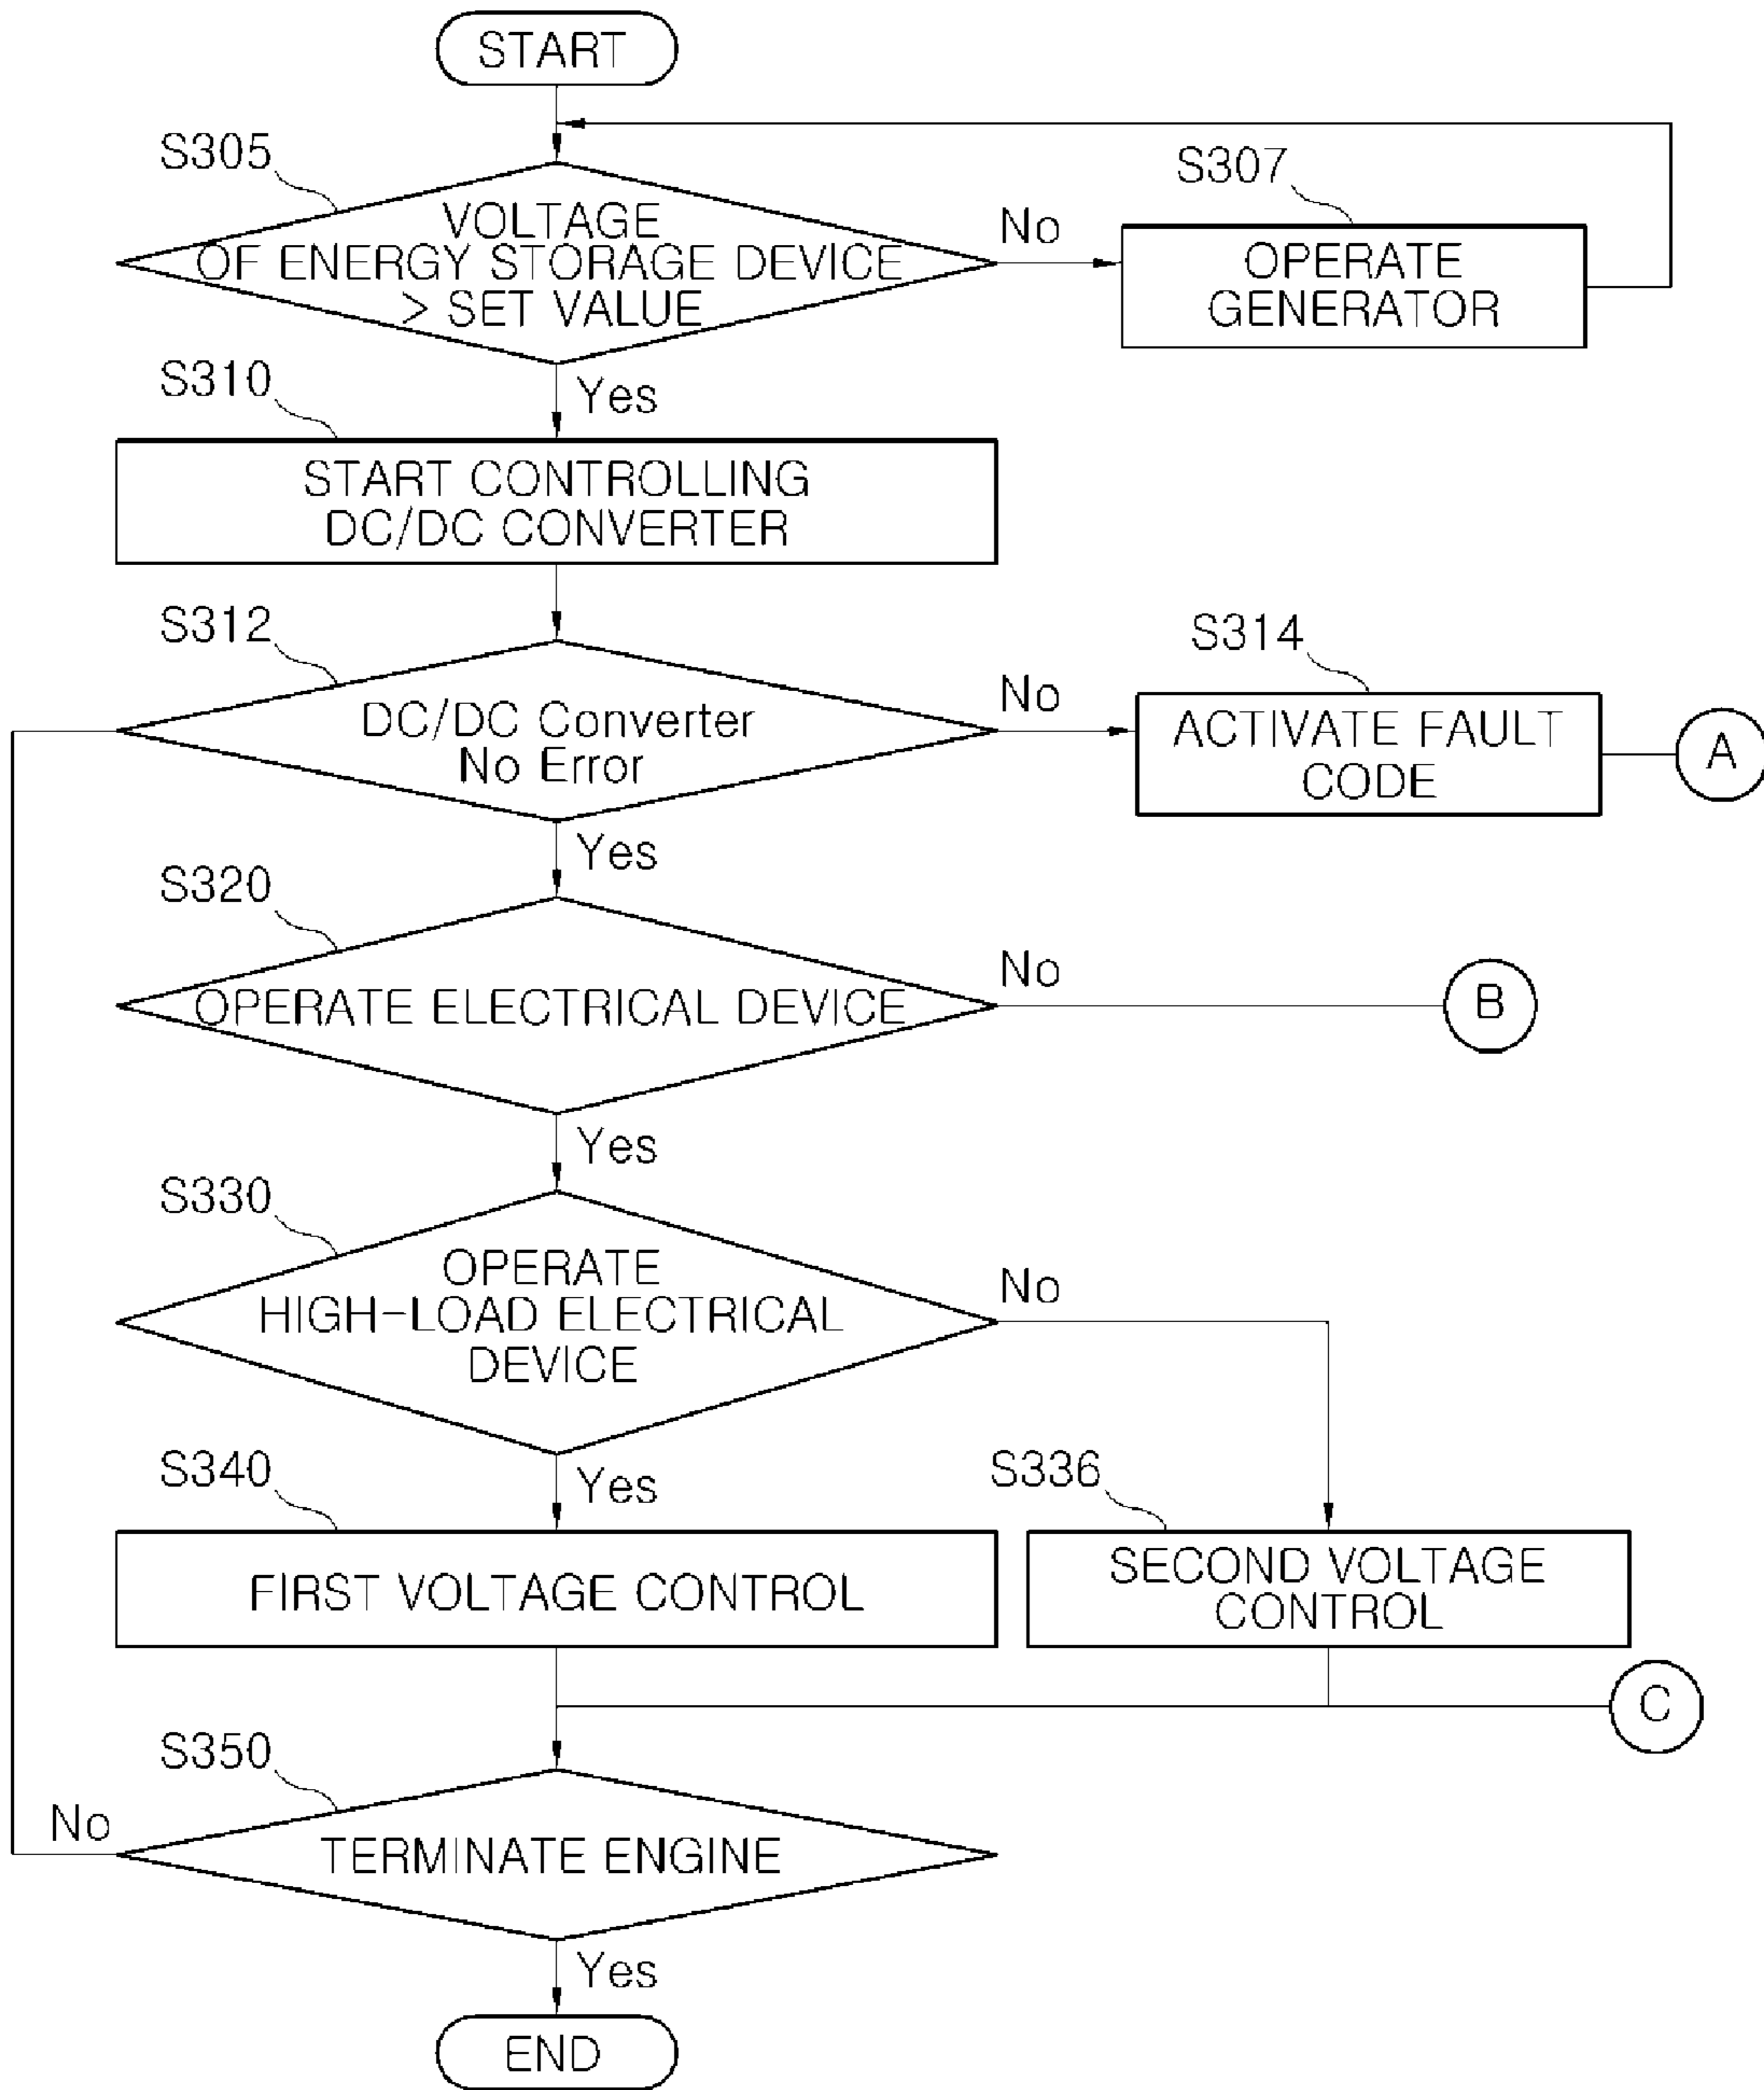 START
S305
VOLTAGE
OF ENERGY STORAGE DEVICE
> SET VALUE
No
S307
OPERATE
GENERATOR
Yes
S310
START CONTROLLING
DC/DC CONVERTER
S312
DC/DC Converter
No Error
No
S314
ACTIVATE FAULT
CODE
A
Yes
S320
OPERATE ELECTRICAL DEVICE
No
B
Yes
S330
OPERATE
HIGH-LOAD ELECTRICAL
DEVICE
No
Yes
S340
FIRST VOLTAGE CONTROL
S336
SECOND VOLTAGE
CONTROL
C
S350
TERMINATE ENGINE
No
Yes
END